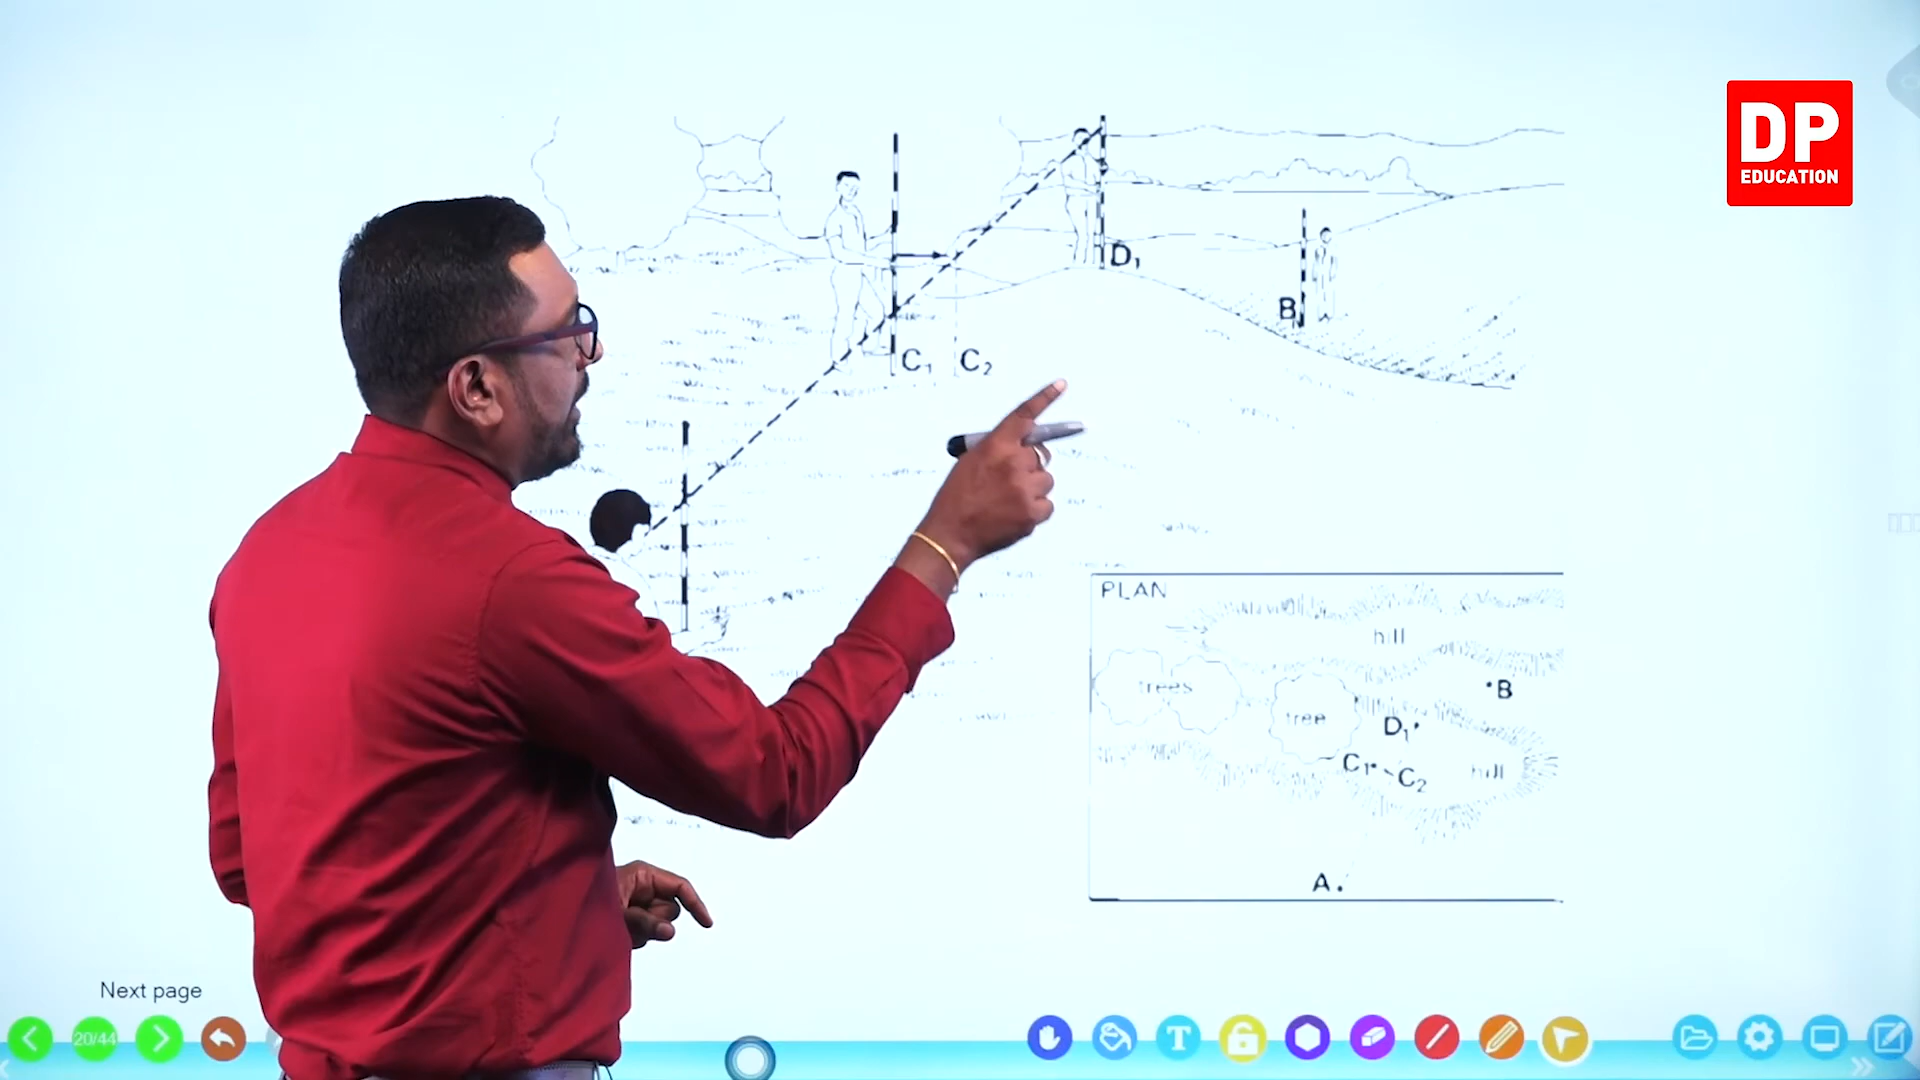 DP
EDUCATION
D₁
B
C₁ C₂
PLAN
hill
trees
B
tree
D₁
C₁ C₂
hill
A
Next page
20/44
T